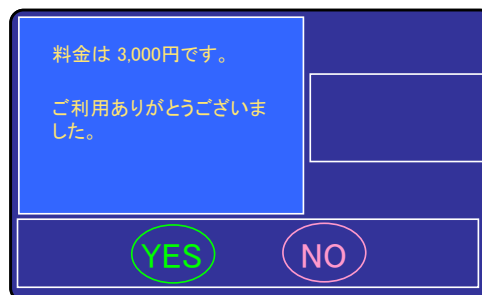 料金は 3,000円です。
ご利用ありがとうございま
した。
YES
NO